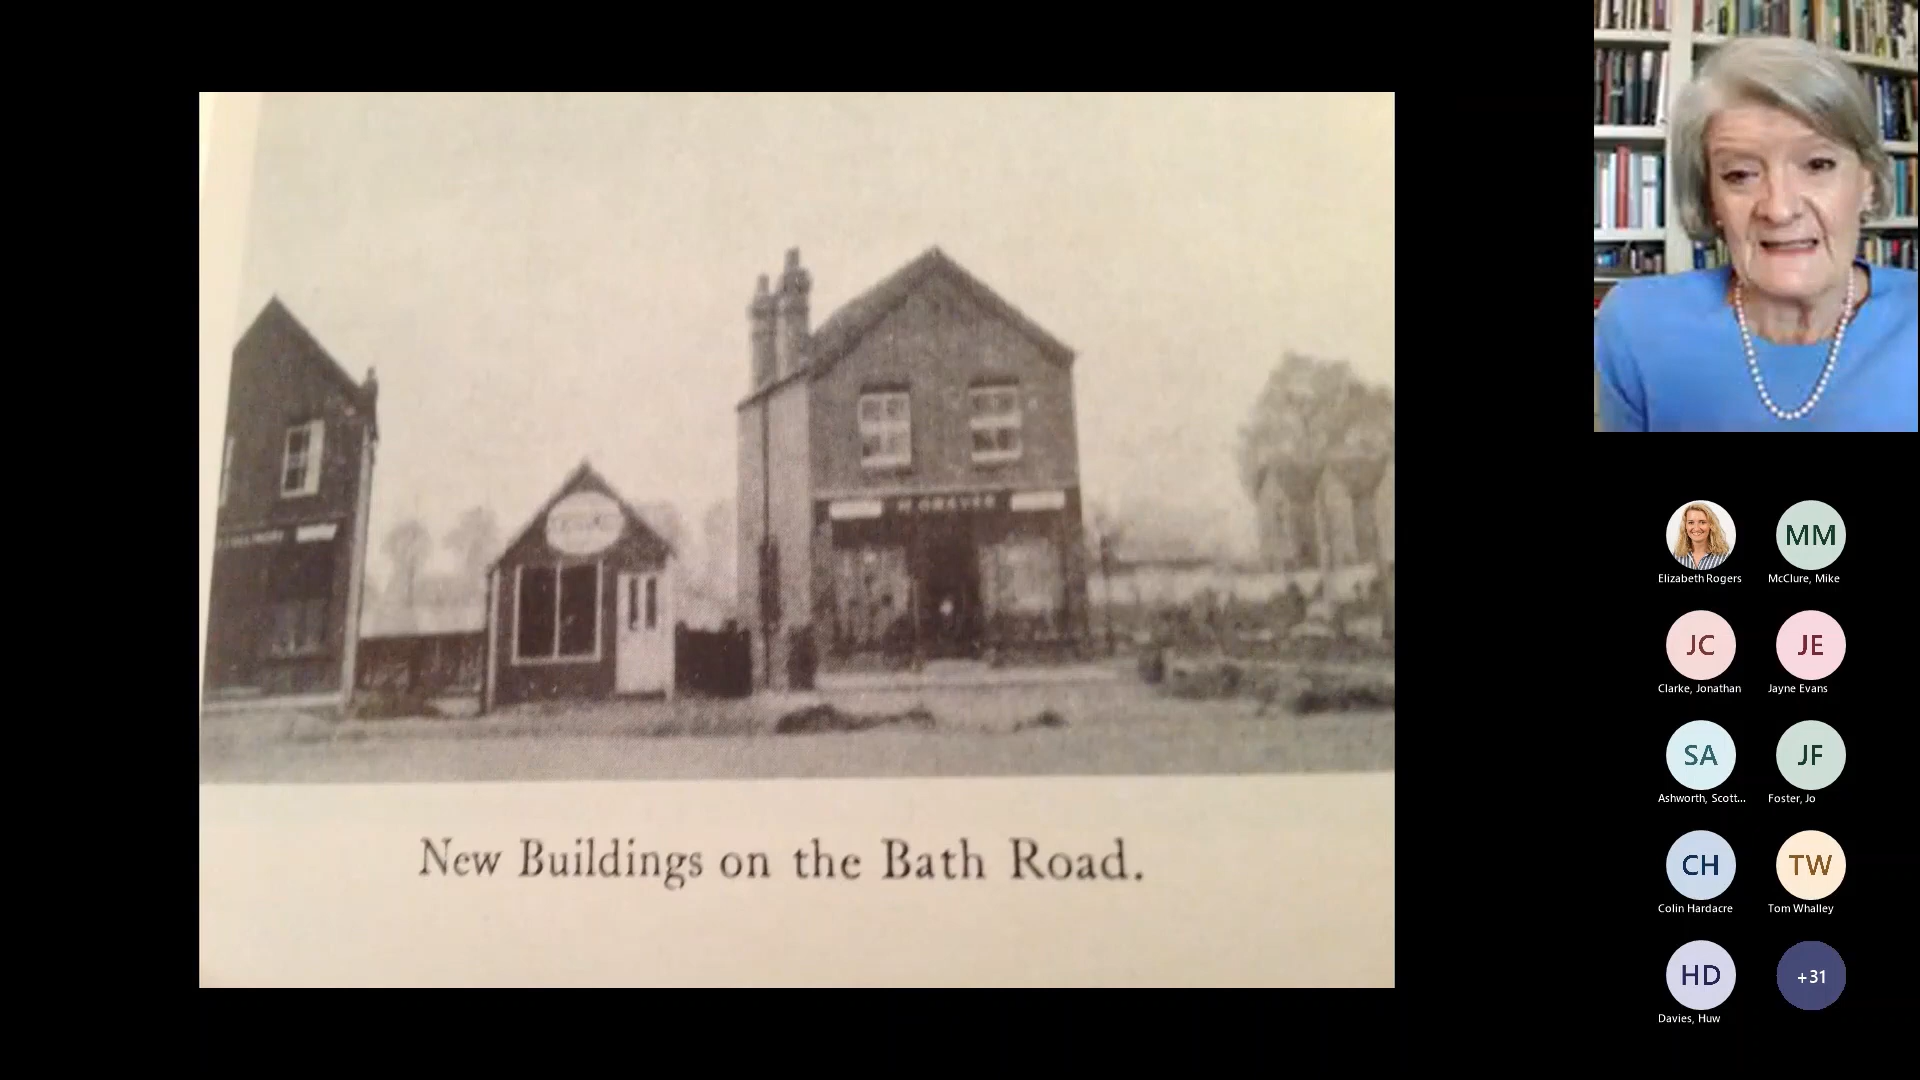 H. GRAVES
New Buildings on the Bath Road.
Elizabeth Rogers
MM
McClure, Mike
JC
Clarke, Jonathan
JE
Jayne Evans
SA
Ashworth, Scott...
JF
Foster, Jo
CH
Colin Hardacre
TW
Tom Whalley
HD
Davies, Huw
+31